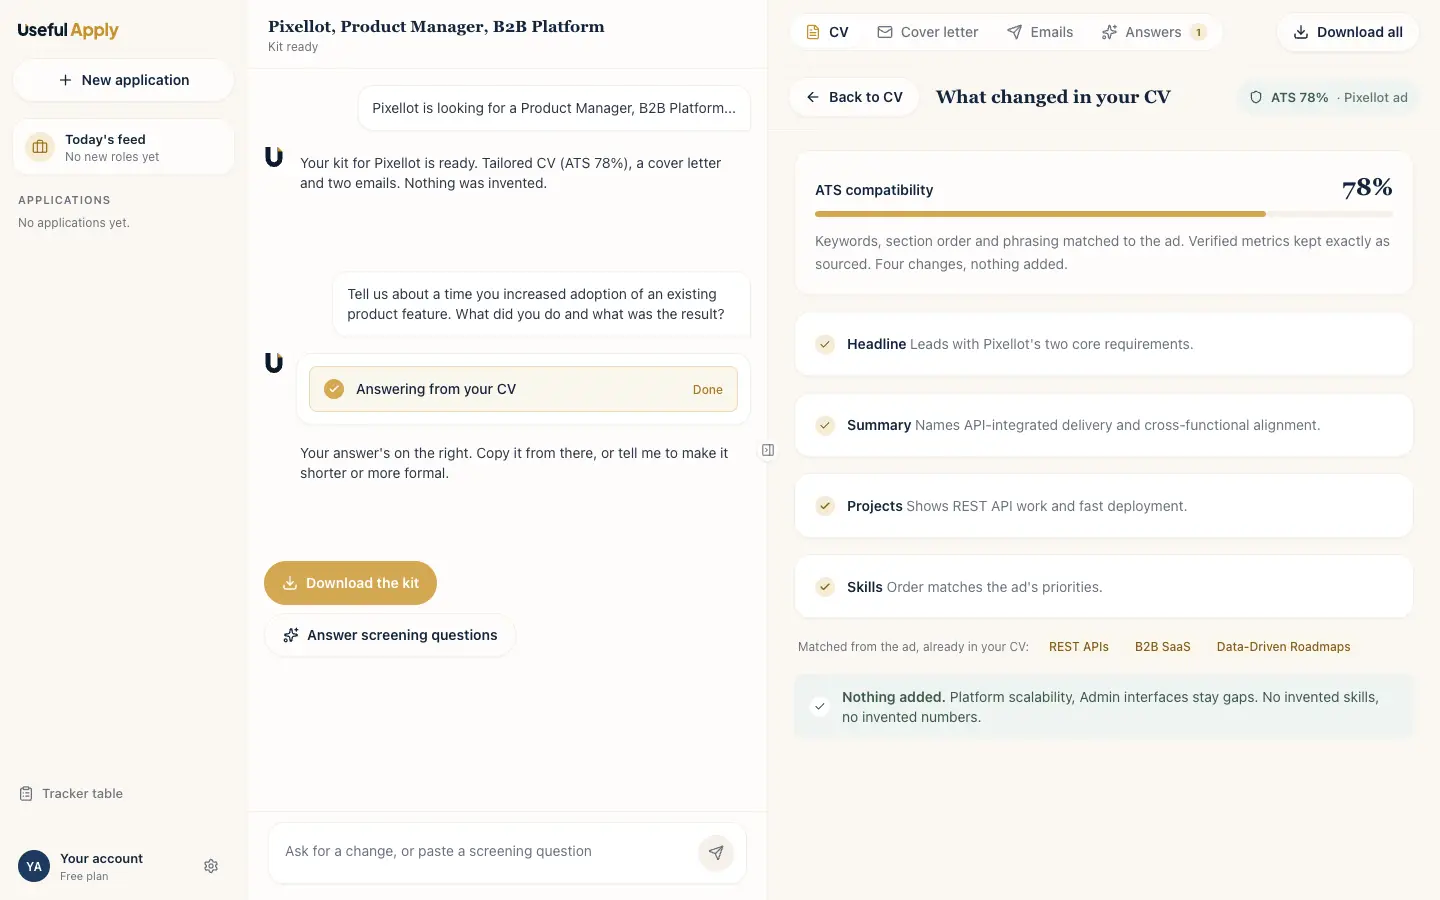 Useful Apply
New application
Today's feed
No new roles yet
APPLICATIONS
No applications yet.
Tracker table
YA
Your account
Free plan
Pixellot, Product Manager, B2B Platform
Kit ready
Pixellot is looking for a Product Manager, B2B Platform...
Your kit for Pixellot is ready. Tailored CV (ATS 78%), a cover letter
and two emails. Nothing was invented.
Tell us about a time you increased adoption of an existing
product feature. What did you do and what was the result?
Answering from your CV
Done
Your answer's on the right. Copy it from there, or tell me to make it
shorter or more formal.
Download the kit
Answer screening questions
Ask for a change, or paste a screening question
CV
Cover letter
Emails
Answers 1
Download all
Back to CV
What changed in your CV
ATS 78% · Pixellot ad
ATS compatibility
78%
Keywords, section order and phrasing matched to the ad. Verified metrics kept exactly as
sourced. Four changes, nothing added.
Headline Leads with Pixellot's two core requirements.
Summary Names API-integrated delivery and cross-functional alignment.
Projects Shows REST API work and fast deployment.
Skills Order matches the ad's priorities.
Matched from the ad, already in your CV: REST APIs B2B SaaS Data-Driven Roadmaps
Nothing added. Platform scalability, Admin interfaces stay gaps. No invented skills,
no invented numbers.